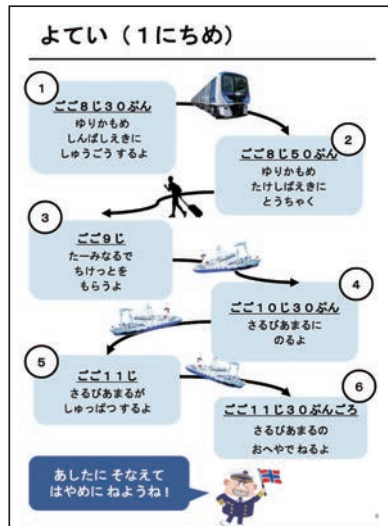 よてい（１にちめ）
①
ごご８じ３０ぷん
ゆりかもめ
しんばしえきに
しゅうごう するよ
②
ごご８じ５０ぷん
ゆりかもめ
たけしばえきに
とうちゃく
③
ごご９じ
たーみなるで
ちけっとを
もらうよ
④
ごご１０じ３０ぷん
さるびあまるに
のるよ
⑤
ごご１１じ
さるびあまるが
しゅっぱつ するよ
⑥
ごご１１じ３０ぷんごろ
さるびあまるの
おへやで ねるよ
あしたに そなえて
はやめに ねようね！